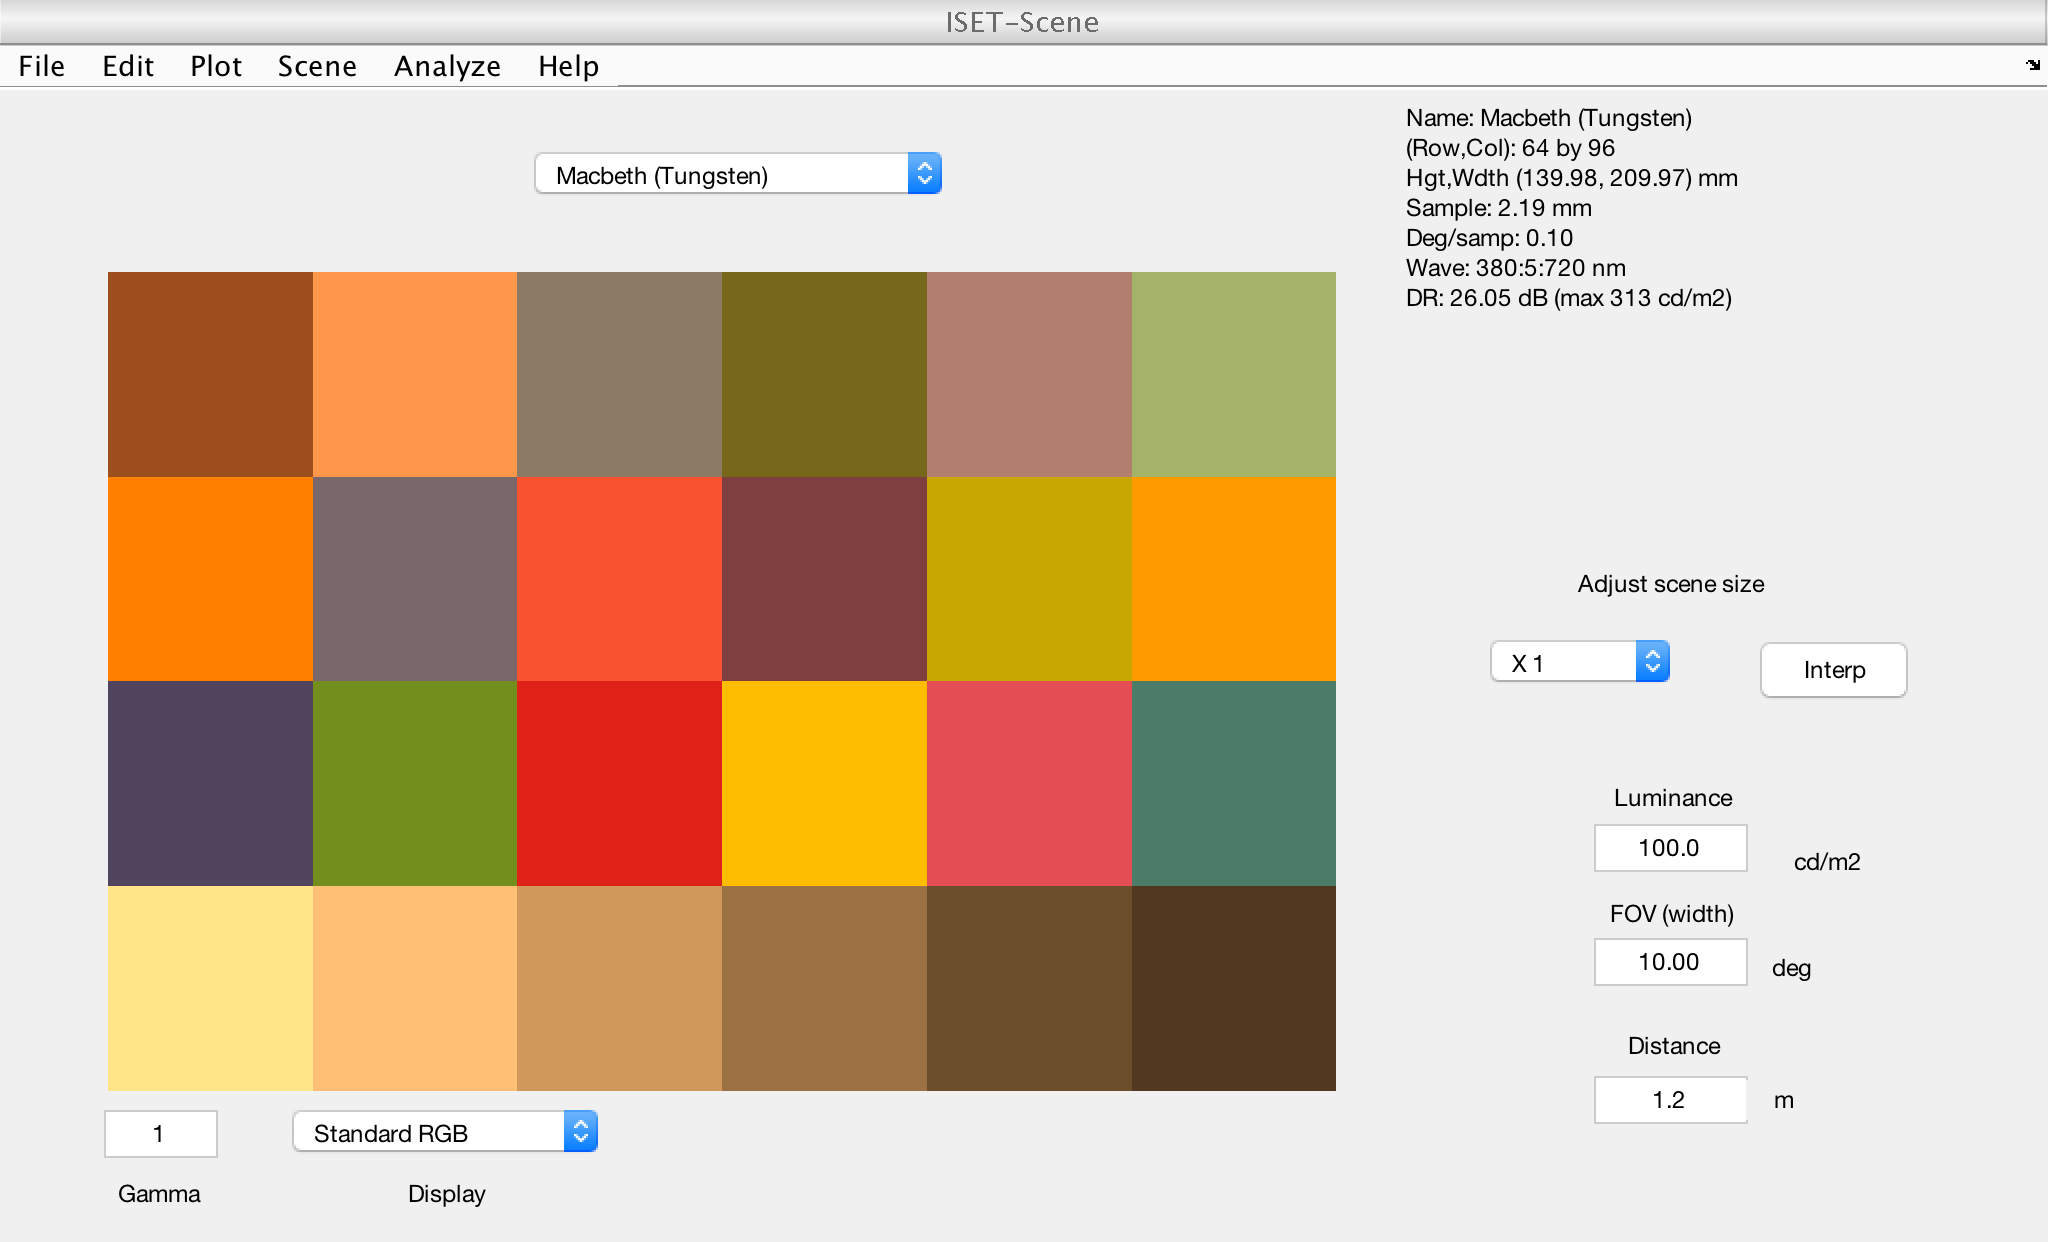 ISET-Scene
File Edit Plot Scene Analyze Help
Name: Macbeth (Tungsten)
(Row,Col): 64 by 96
Hgt,Wdth (139.98, 209.97) mm
Sample: 2.19 mm
Deg/samp: 0.10
Wave: 380:5:720 nm
DR: 26.05 dB (max 313 cd/m2)
Macbeth (Tungsten)
Adjust scene size
X 1 Interp
Luminance
100.0 cd/m2
FOV (width)
10.00 deg
Distance
1.2 m
1 Standard RGB
Gamma Display